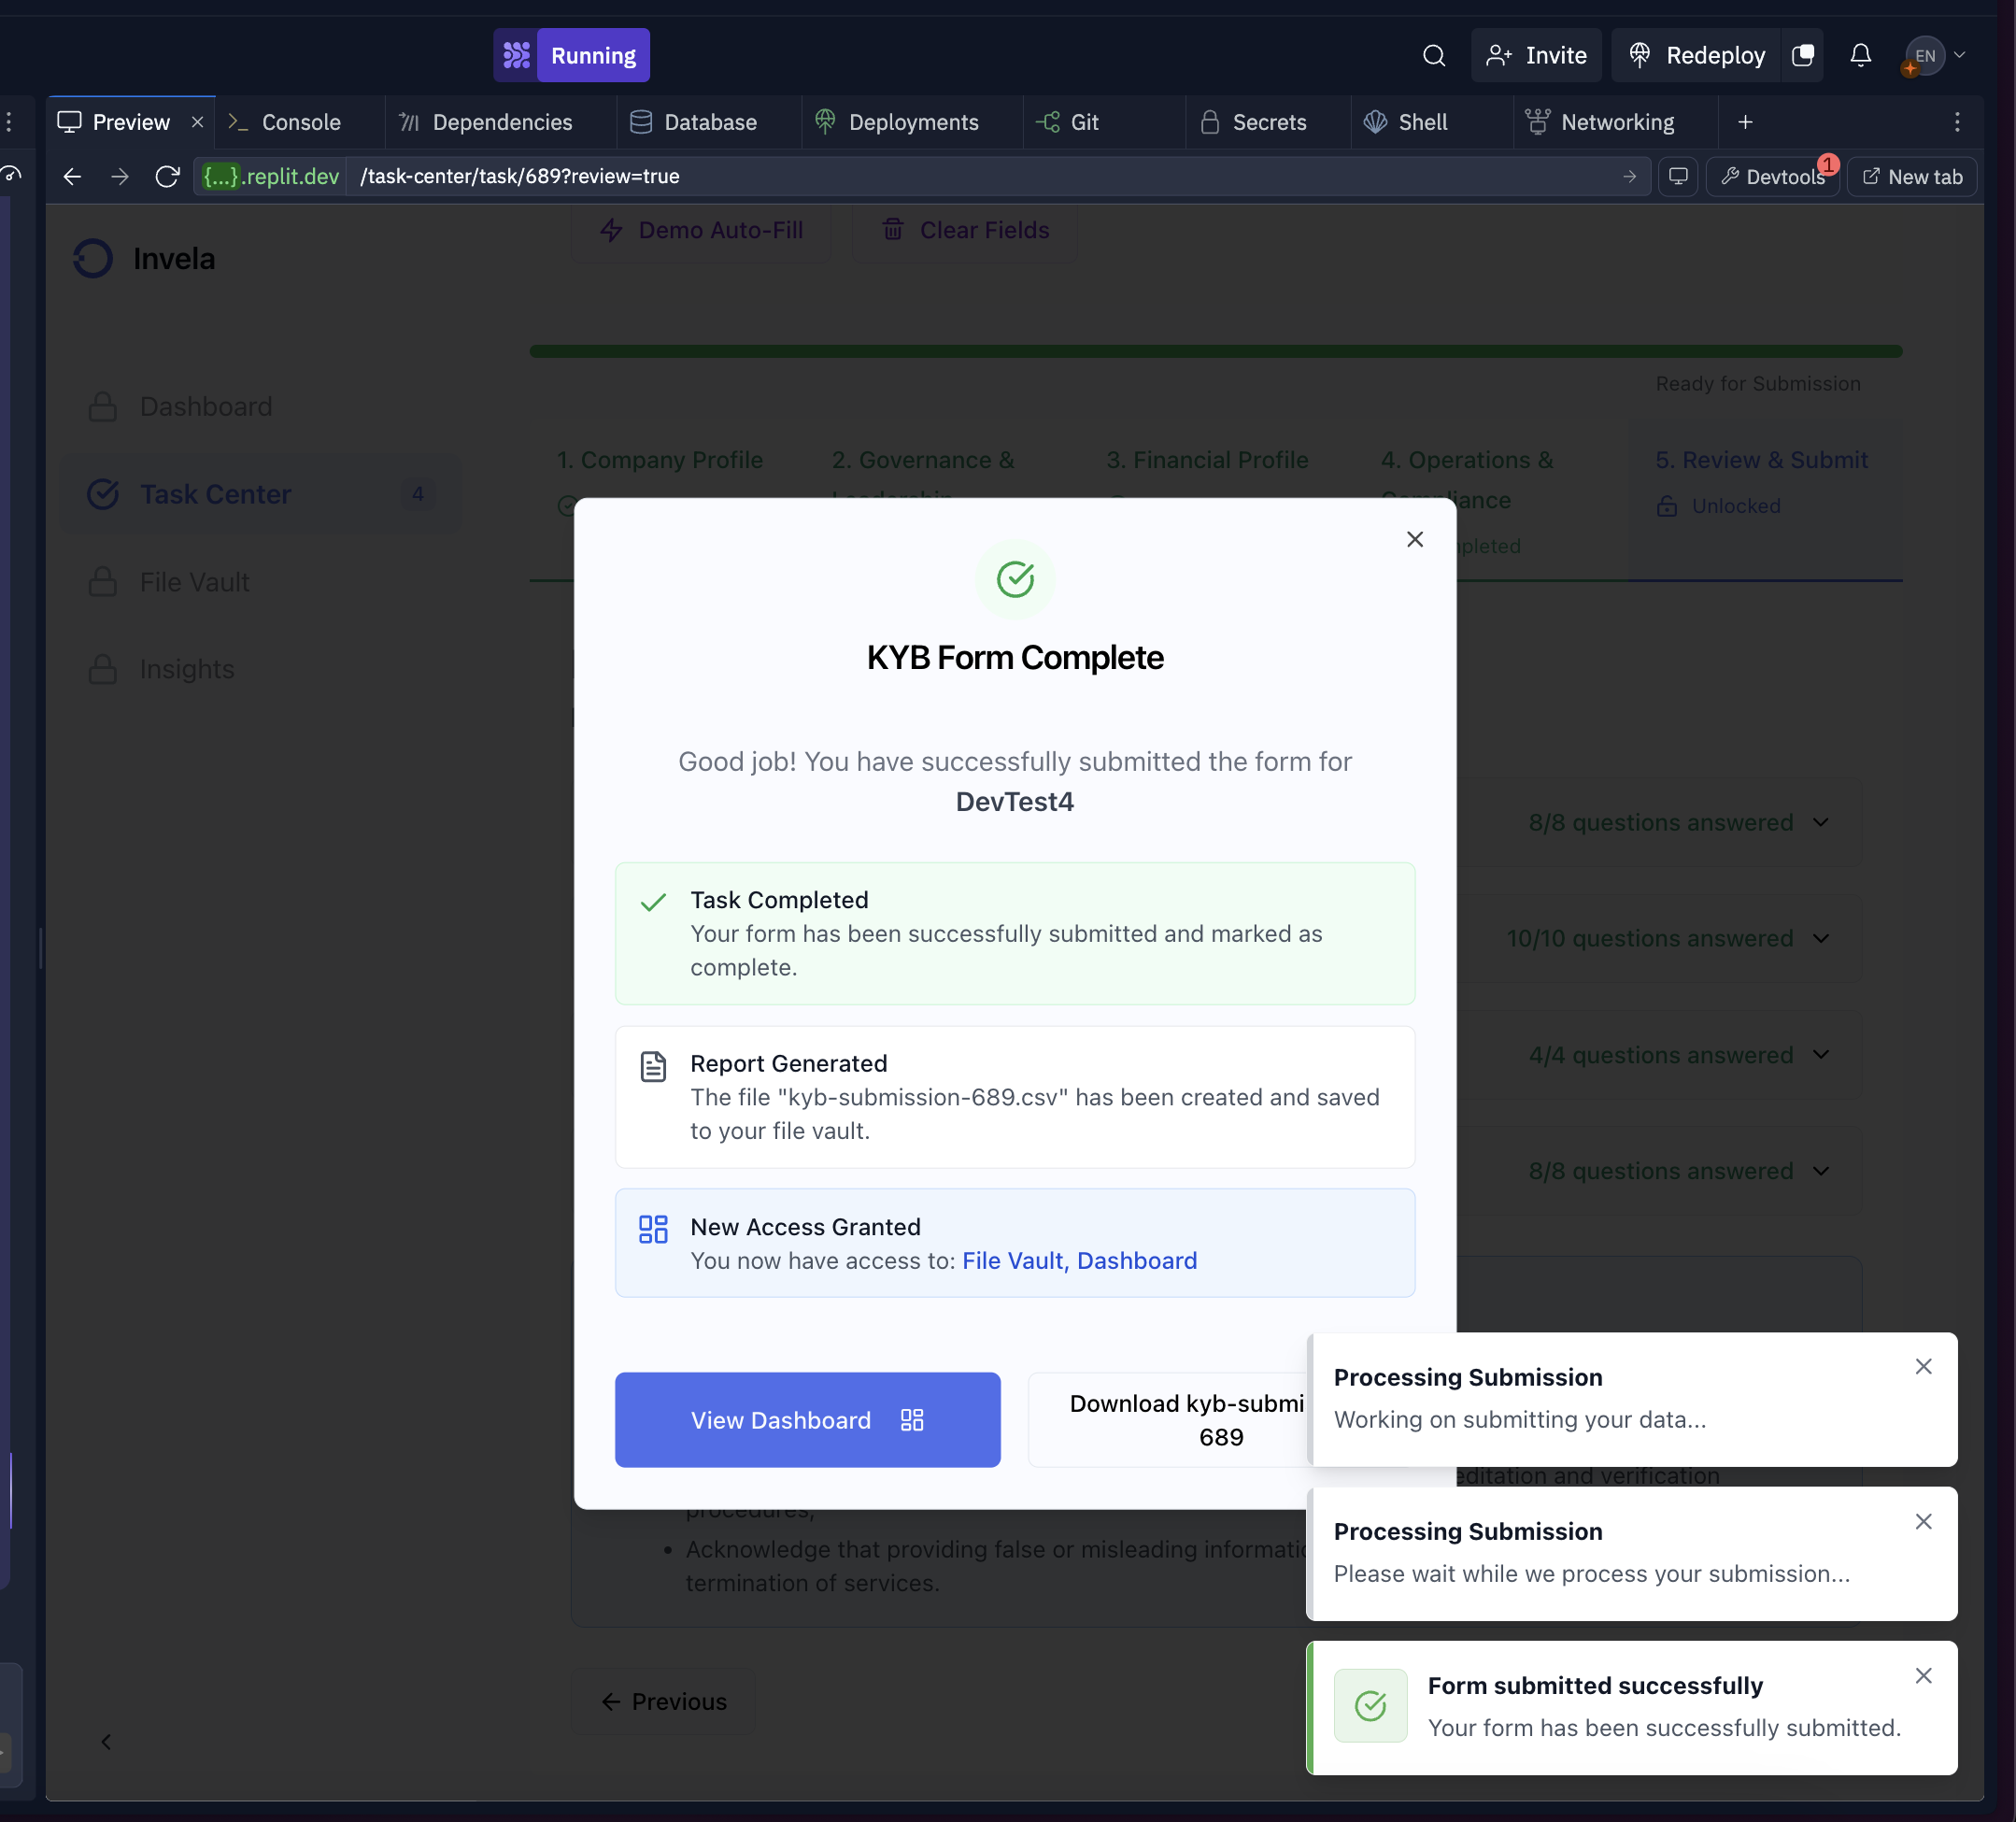 Running
Invite
Redeploy
EN
Preview
Console
Dependencies
Database
Deployments
Git
Secrets
Shell
Networking
{...}.replit.dev
/task-center/task/689?review=true
Devtools
1
New tab
Invela
Demo Auto-Fill
Clear Fields
Ready for Submission
Dashboard
Task Center
4
File Vault
Insights
1. Company Profile
2. Governance &
3. Financial Profile
4. Operations &
5. Review & Submit
Unlocked
KYB Form Complete
Good job! You have successfully submitted the form for
DevTest4
Task Completed
Your form has been successfully submitted and marked as
complete.
Report Generated
The file "kyb-submission-689.csv" has been created and saved
to your file vault.
New Access Granted
You now have access to: File Vault, Dashboard
View Dashboard
Download kyb-submi
689
8/8 questions answered
10/10 questions answered
4/4 questions answered
8/8 questions answered
Processing Submission
Working on submitting your data...
and verification
Processing Submission
Please wait while we process your submission...
procedures;
Acknowledge that providing false or misleading
termination of services.
Form submitted successfully
Your form has been successfully submitted.
Previous